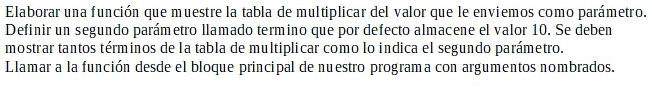 Elaborar una función que muestre la tabla de multiplicar del valor que le enviemos como parámetro.
Definir un segundo parámetro llamado termino que por defecto almacene el valor 10. Se deben
mostrar tantos términos de la tabla de multiplicar como lo indica el segundo parámetro.
Llamar a la función desde el bloque principal de nuestro programa con argumentos nombrados.